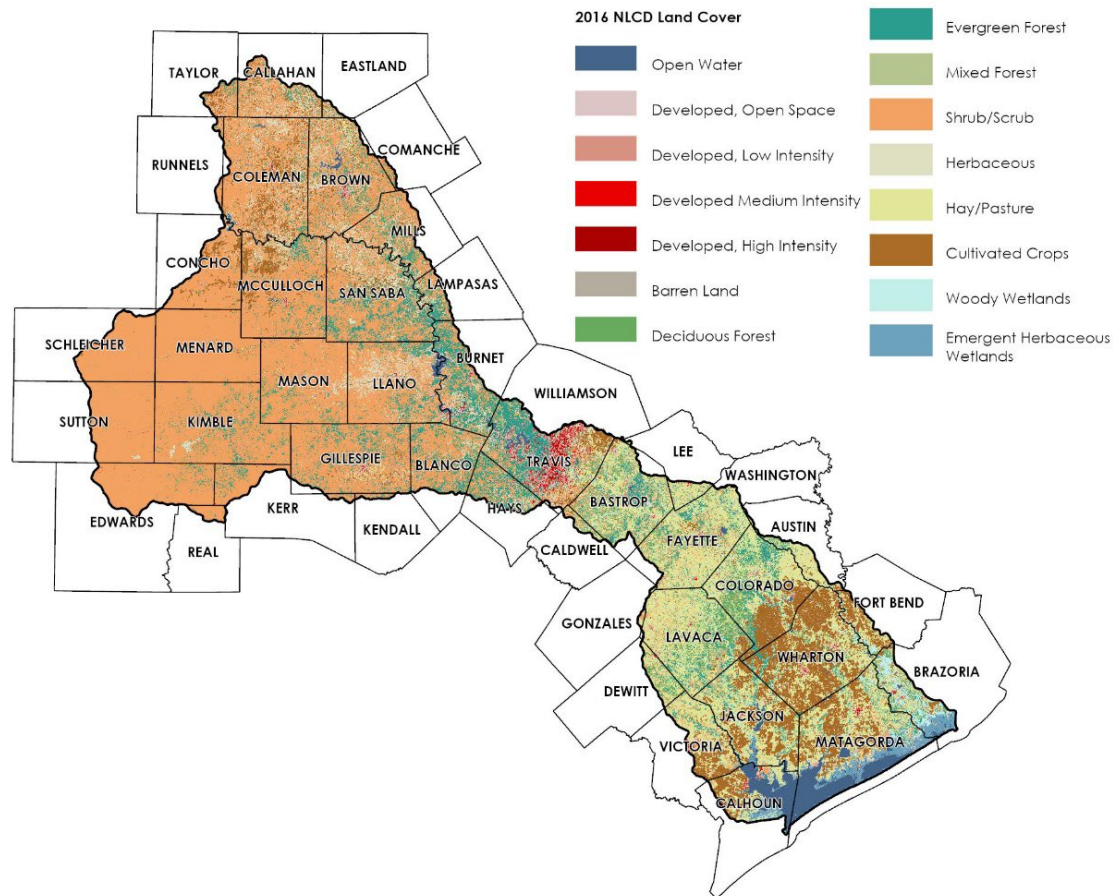 2016 NLCD Land Cover
Open Water
Developed, Open Space
Developed, Low Intensity
Developed Medium Intensity
Developed, High Intensity
Barren Land
Deciduous Forest
Evergreen Forest
Mixed Forest
Shrub/Scrub
Herbaceous
Hay/Pasture
Cultivated Crops
Woody Wetlands
Emergent Herbaceous
Wetlands
TAYLOR
CALLAHAN
EASTLAND
RUNNELS
COLEMAN
BROWN
COMANCHE
MILLS
CONCHO
MCCULLOCH
SAN SABA
LAMPASAS
SCHLEICHER
MENARD
MASON
LLANO
BURNET
WILLIAMSON
SUTTON
KIMBLE
GILLESPIE
BLANCO
TRAVIS
LEE
WASHINGTON
EDWARDS
REAL
KERR
KENDALL
HAYS
BASTROP
CALDWELL
FAYETTE
AUSTIN
COLORADO
FORT BEND
GONZALES
LAVACA
WHARTON
BRAZORIA
DEWITT
JACKSON
VICTORIA
MATAGORDA
CALHOUN